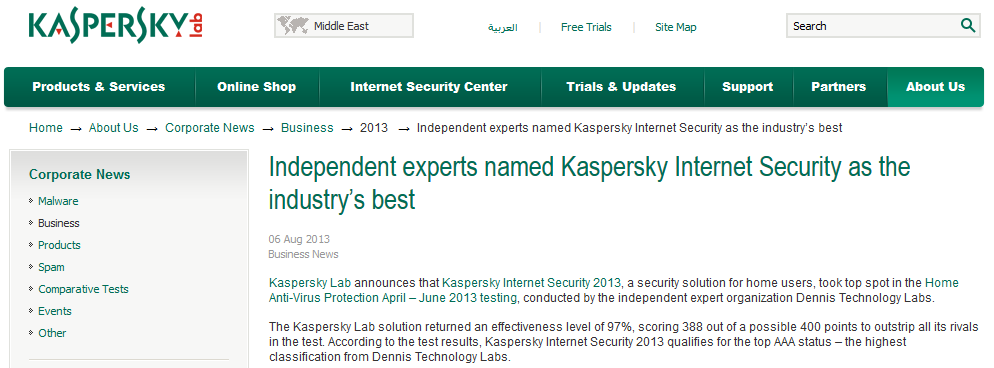 KASPERSKY lab
Middle East
العربية
Free Trials
Site Map
Search
Products & Services
Online Shop
Internet Security Center
Trials & Updates
Support
Partners
About Us
Home → About Us → Corporate News → Business → 2013 → Independent experts named Kaspersky Internet Security as the industry's best
Corporate News
Malware
Business
Products
Spam
Comparative Tests
Events
Other
Independent experts named Kaspersky Internet Security as the
industry's best
06 Aug 2013
Business News
Kaspersky Lab announces that Kaspersky Internet Security 2013, a security solution for home users, took top spot in the Home
Anti-Virus Protection April – June 2013 testing, conducted by the independent expert organization Dennis Technology Labs.
The Kaspersky Lab solution returned an effectiveness level of 97%, scoring 388 out of a possible 400 points to outstrip all its rivals
in the test. According to the test results, Kaspersky Internet Security 2013 qualifies for the top AAA status – the highest
classification from Dennis Technology Labs.